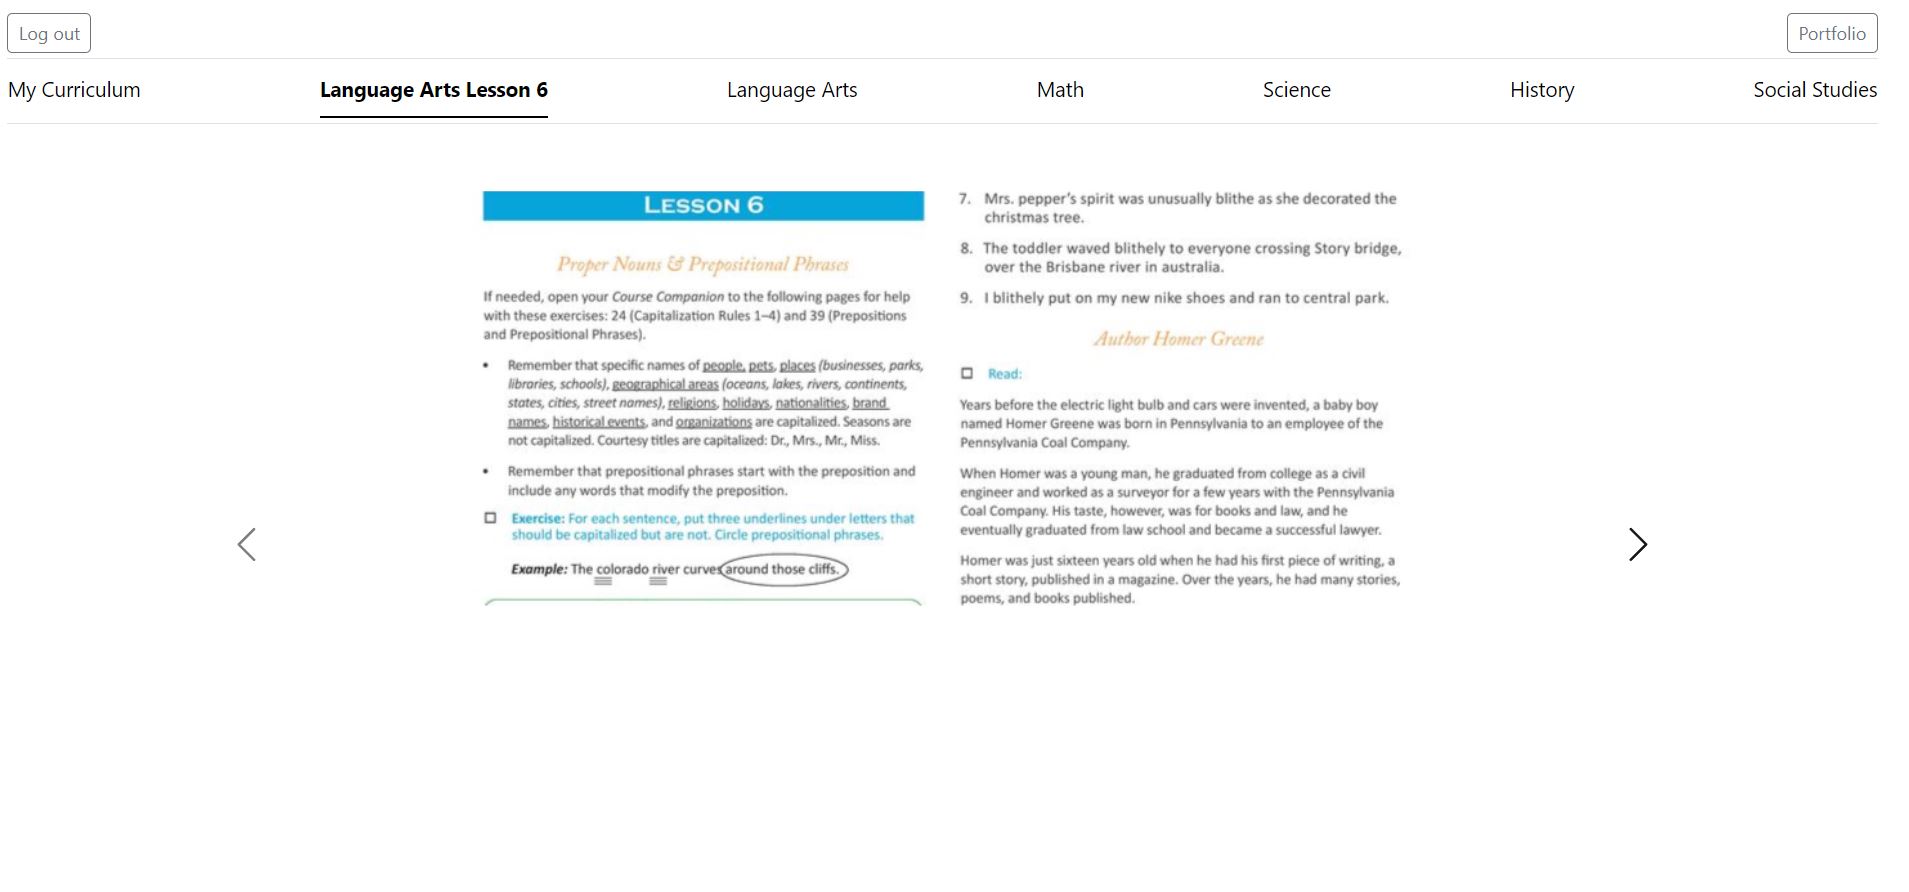 Log out
Portfolio
My Curriculum
Language Arts Lesson 6
Language Arts
Math
Science
History
Social Studies
LESSON 6
Proper Nouns & Prepositional Phrases
If needed, open your Course Companion to the following pages for help
with these exercises: 24 (Capitalization Rules 1–4) and 39 (Prepositions
and Prepositional Phrases).
• Remember that specific names of people, pets, places (businesses, parks,
libraries, schools), geographical areas (oceans, lakes, rivers, continents,
states, cities, street names), religions, holidays, nationalities, brand
names, historical events, and organizations are capitalized. Seasons are
not capitalized. Courtesy titles are capitalized: Dr., Mrs., Mr., Miss.
• Remember that prepositional phrases start with the preposition and
include any words that modify the preposition.
Exercise: For each sentence, put three underlines under letters that
should be capitalized but are not. Circle prepositional phrases.
Example: The colorado river curves around those cliffs.
7. Mrs. pepper's spirit was unusually blithe as she decorated the
christmas tree.
8. The toddler waved blithely to everyone crossing Story bridge,
over the Brisbane river in australia.
9. I blithely put on my new nike shoes and ran to central park.
Author Homer Greene
Read:
Years before the electric light bulb and cars were invented, a baby boy
named Homer Greene was born in Pennsylvania to an employee of the
Pennsylvania Coal Company.
When Homer was a young man, he graduated from college as a civil
engineer and worked as a surveyor for a few years with the Pennsylvania
Coal Company. His taste, however, was for books and law, and he
eventually graduated from law school and became a successful lawyer.
Homer was just sixteen years old when he had his first piece of writing, a
short story, published in a magazine. Over the years, he had many stories,
poems, and books published.